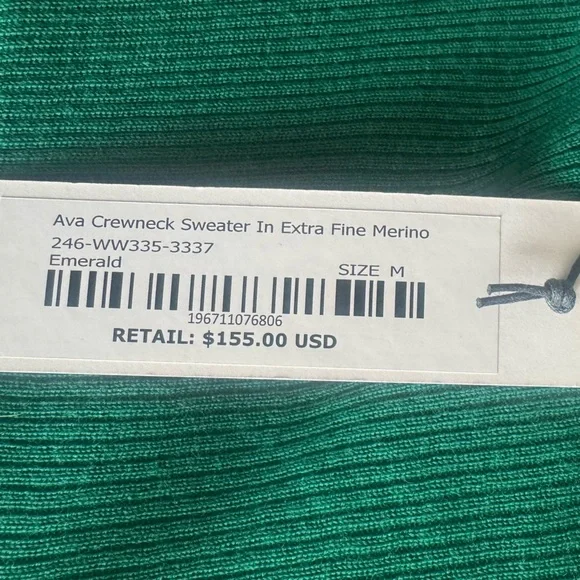 Ava Crewneck Sweater In Extra Fine Merino
246-WW335-3337
Emerald SIZE M
196711076806
RETAIL: $155.00 USD